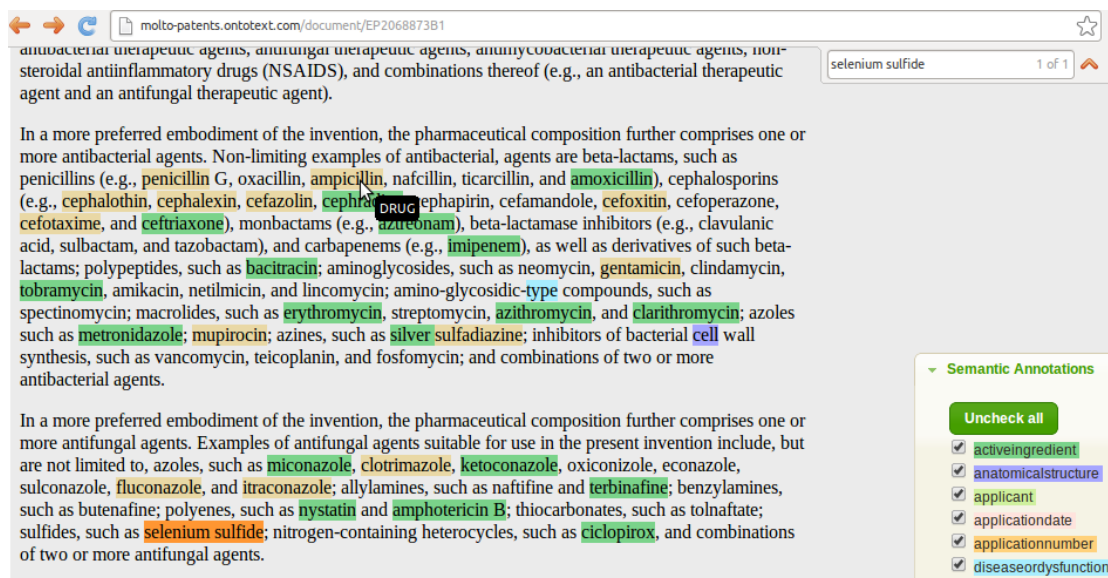 molto-patents.ontotext.com/document/EP2068873B1
selenium sulfide 1 of 1
antibacterial therapeutic agents, antifungal therapeutic agents, antimycobacterial therapeutic agents, non-
steroidal antiinflammatory drugs (NSAIDS), and combinations thereof (e.g., an antibacterial therapeutic
agent and an antifungal therapeutic agent).
In a more preferred embodiment of the invention, the pharmaceutical composition further comprises one or
more antibacterial agents. Non-limiting examples of antibacterial, agents are beta-lactams, such as
penicillins (e.g., penicillin G, oxacillin, ampicillin, nafcillin, ticarcillin, and amoxicillin), cephalosporins
(e.g., cephalothin, cephalexin, cefazolin, cephapirin, cefamandole, cefoxitin, cefoperazone,
DRUG
cefotaxime, and ceftriaxone), monbactams (e.g., aztreonam), beta-lactamase inhibitors (e.g., clavulanic
acid, sulbactam, and tazobactam), and carbapenems (e.g., imipenem), as well as derivatives of such beta-
lactams; polypeptides, such as bacitracin; aminoglycosides, such as neomycin, gentamicin, clindamycin,
tobramycin, amikacin, netilmicin, and lincomycin; amino-glycosidic-type compounds, such as
spectinomycin; macrolides, such as erythromycin, streptomycin, azithromycin, and clarithromycin; azoles
such as metronidazole; mupirocin; azines, such as silver sulfadiazine; inhibitors of bacterial cell wall
synthesis, such as vancomycin, teicoplanin, and fosfomycin; and combinations of two or more
antibacterial agents.
In a more preferred embodiment of the invention, the pharmaceutical composition further comprises one or
more antifungal agents. Examples of antifungal agents suitable for use in the present invention include, but
are not limited to, azoles, such as miconazole, clotrimazole, ketoconazole, oxiconizole, econazole,
sulconazole, fluconazole, and itraconazole; allylamines, such as naftifine and terbinafine; benzylamines,
such as butenafine; polyenes, such as nystatin and amphotericin B; thiocarbonates, such as tolnaftate;
sulfides, such as selenium sulfide; nitrogen-containing heterocycles, such as ciclopirox, and combinations
of two or more antifungal agents.
Semantic Annotations
Uncheck all
activeingredient
anatomicalstructure
applicant
applicationdate
applicationnumber
diseaseordysfunction